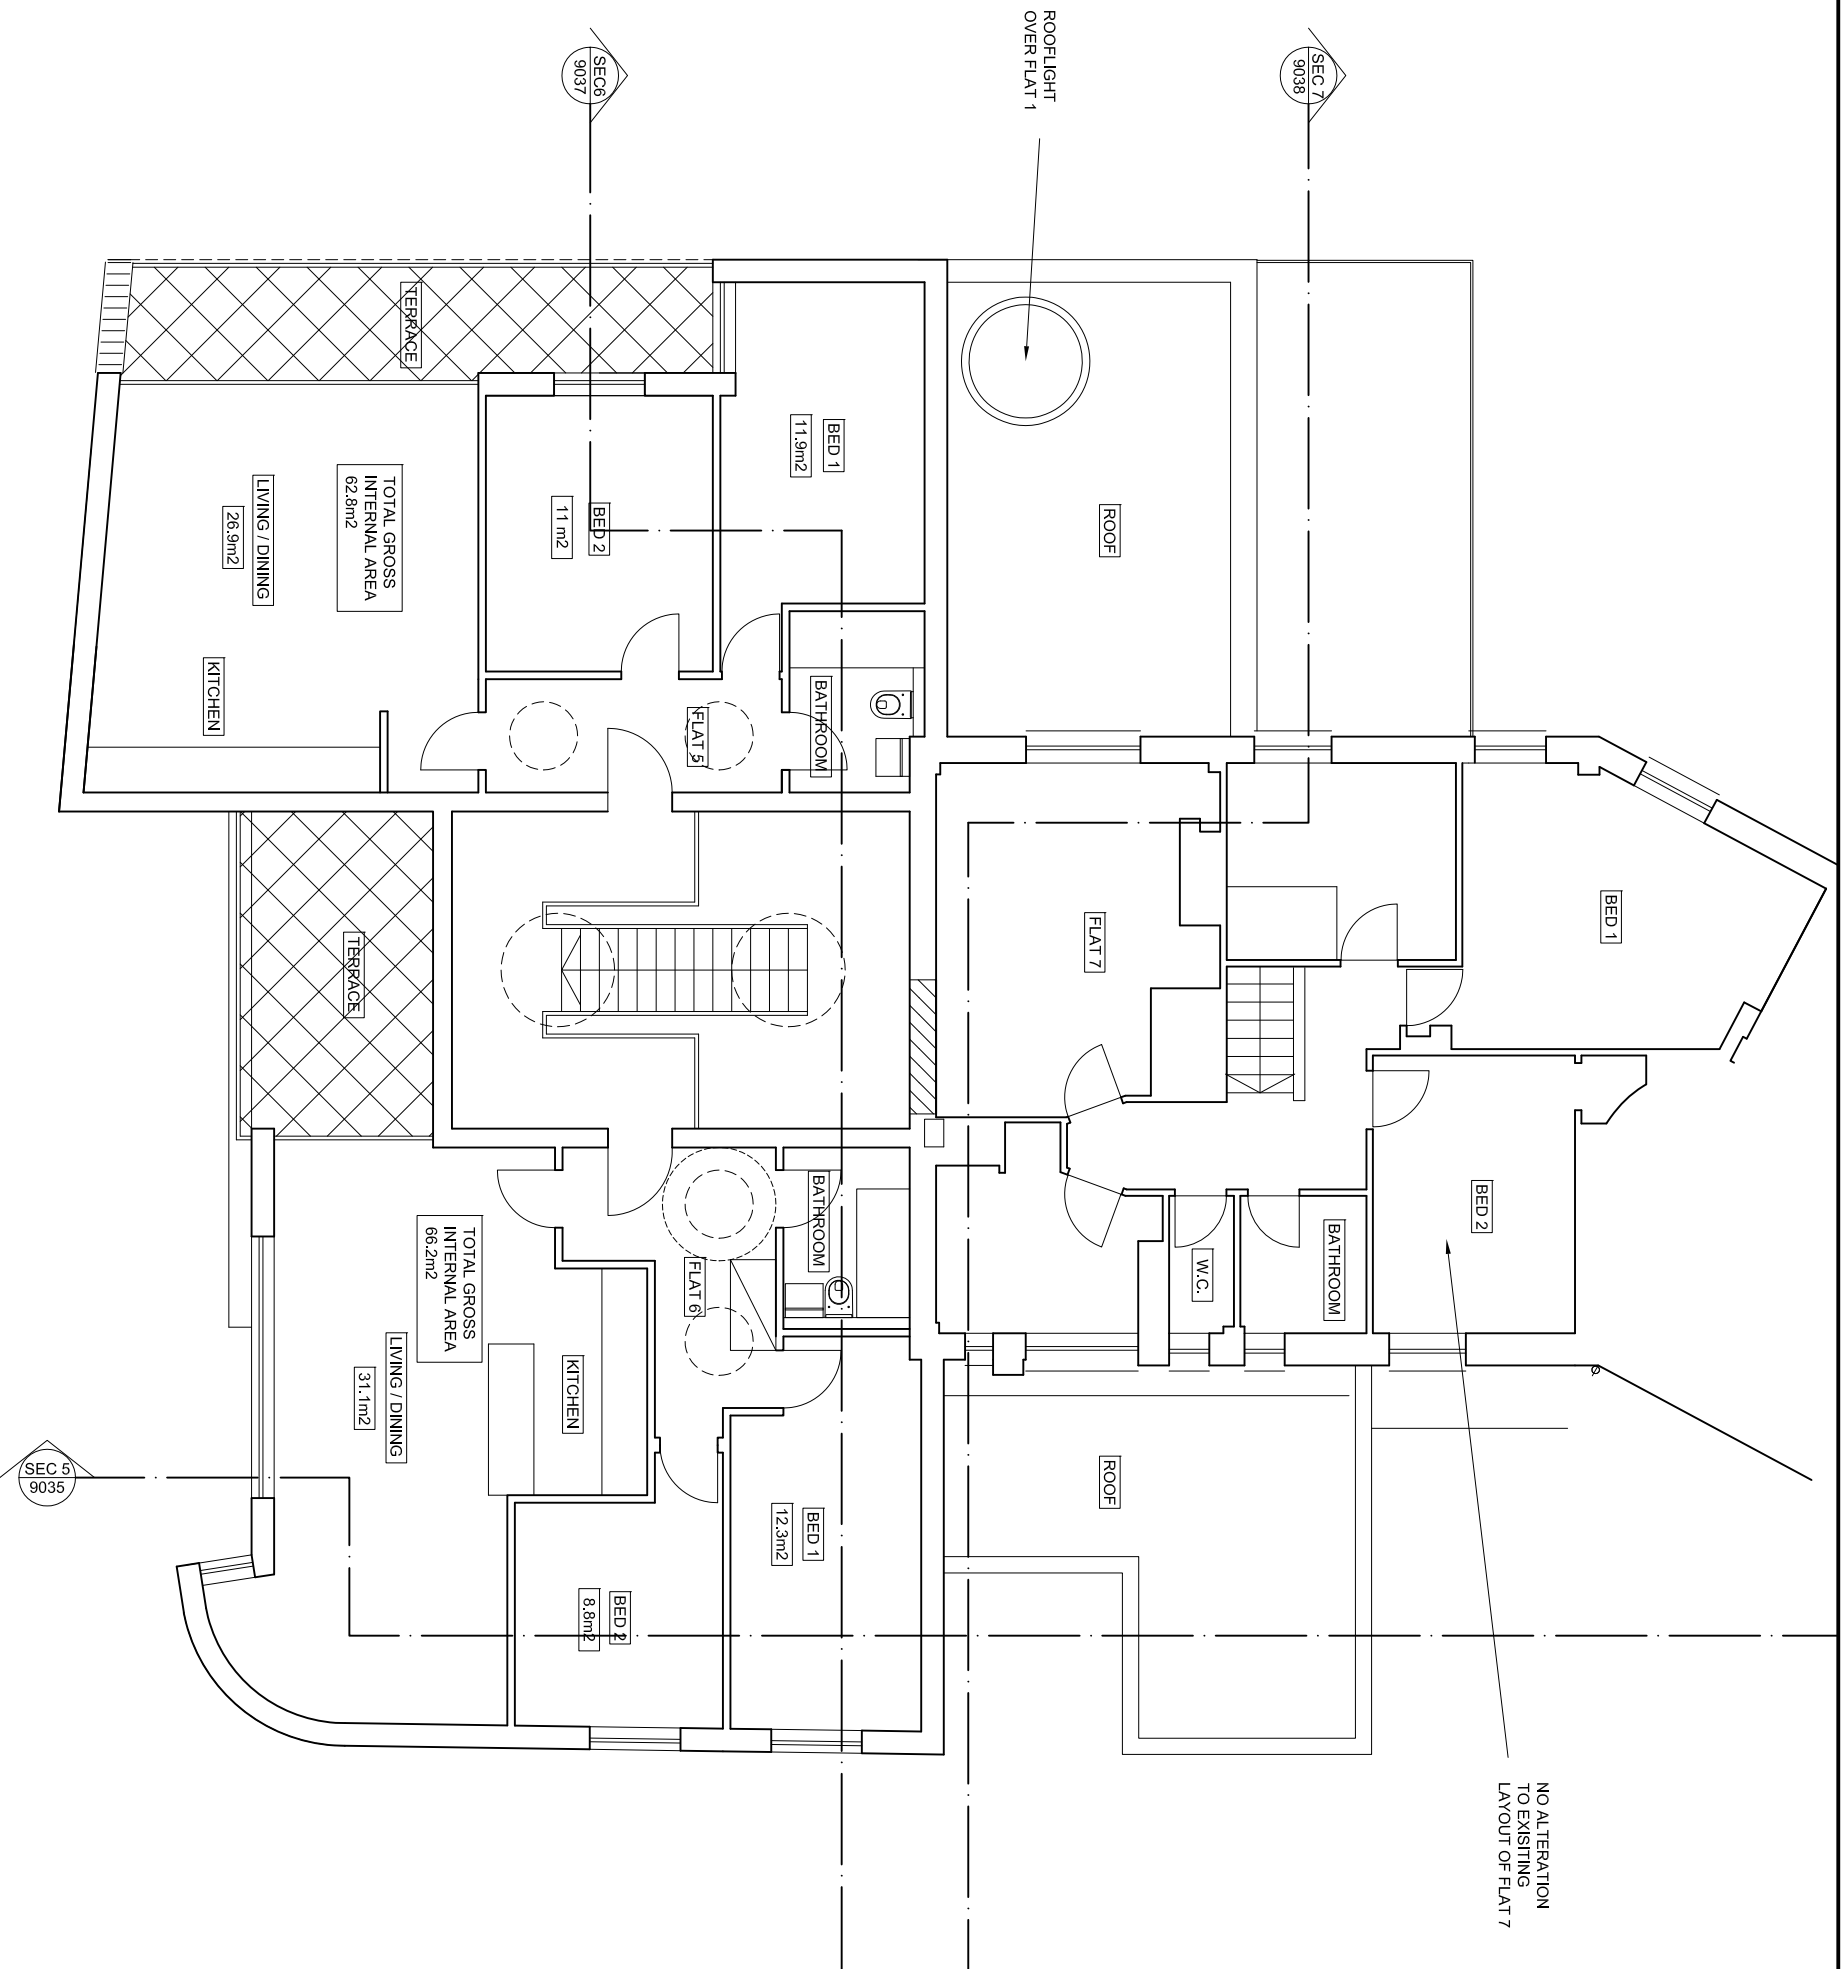 ROOFLIGHT
OVER FLAT 1
SEC6
9037
SEC 7
9038
TERRACE
BED 1
11.9m2
BED 2
11 m2
TOTAL GROSS
INTERNAL AREA
62.8m2
LIVING / DINING
26.9m2
KITCHEN
FLAT 5
BATHROOM
ROOF
BED 1
FLAT 7
TERRACE
BED 2
BATHROOM
W.C.
BATHROOM
FLAT 6
TOTAL GROSS
INTERNAL AREA
66.2m2
LIVING / DINING
31.1m2
KITCHEN
BED 1
12.3m2
BED 2
8.8m2
ROOF
SEC 5
9035
NO ALTERATION
TO EXISITING
LAYOUT OF FLAT 7